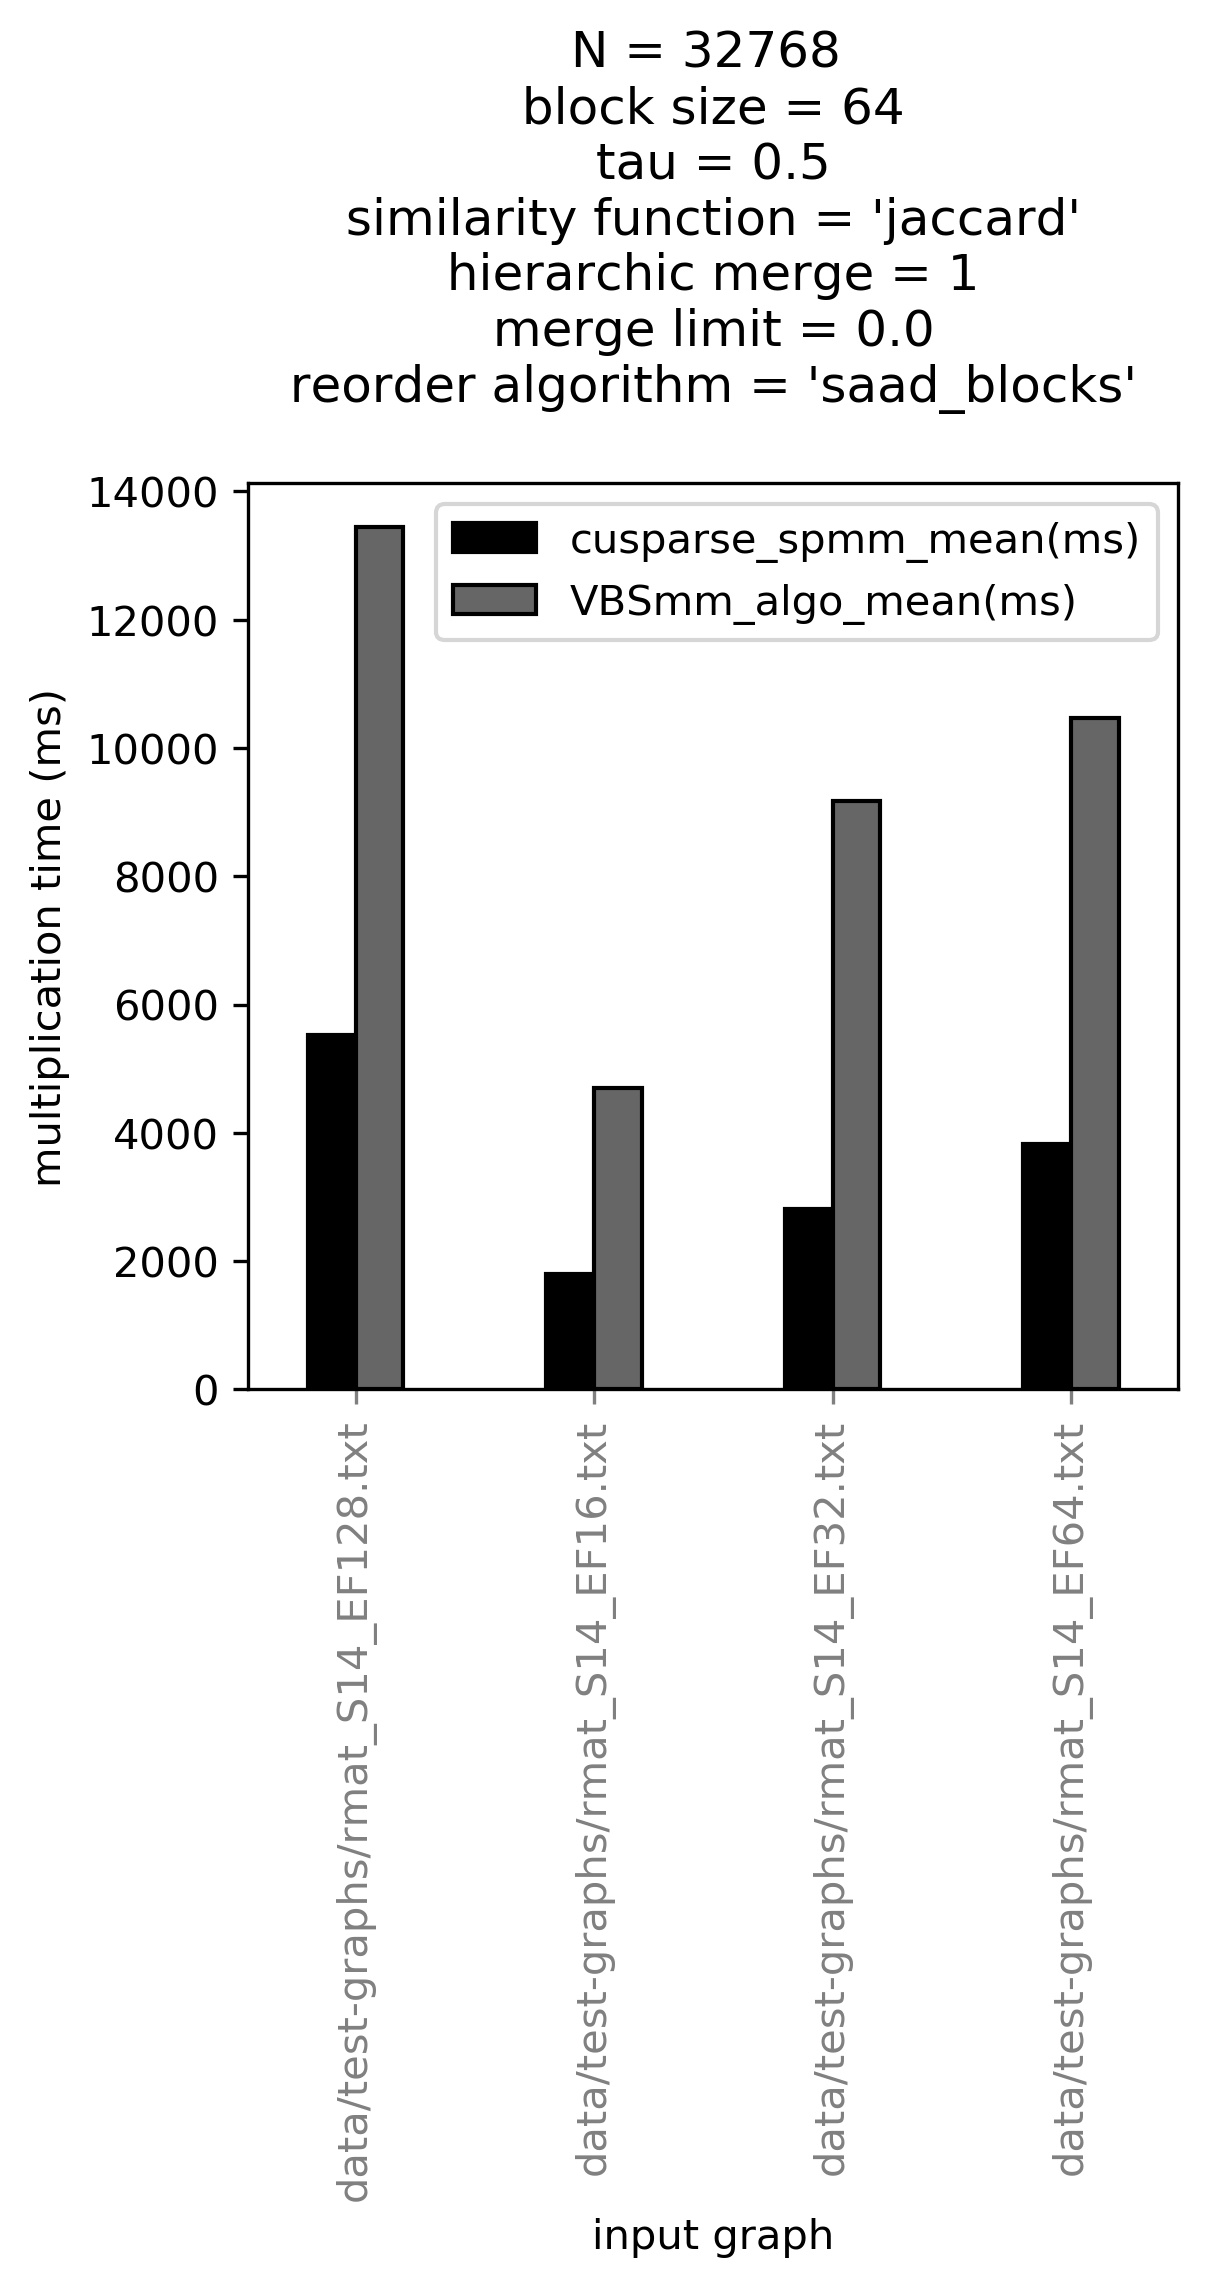 N = 32768
block size = 64
tau = 0.5
similarity function = 'jaccard'
hierarchic merge = 1
merge limit = 0.0
reorder algorithm = 'saad_blocks'
cusparse_spmm_mean(ms)
VBSmm_algo_mean(ms)
14000
12000
10000
8000
6000
4000
2000
0
multiplication time (ms)
data/test-graphs/rmat_S14_EF128.txt
data/test-graphs/rmat_S14_EF16.txt
data/test-graphs/rmat_S14_EF32.txt
data/test-graphs/rmat_S14_EF64.txt
input graph